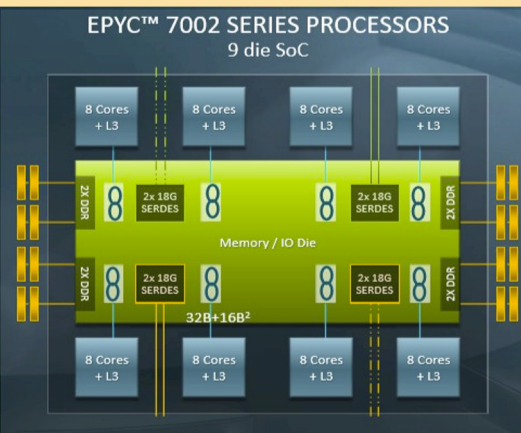 EPYC™ 7002 SERIES PROCESSORS
9 die SoC
8 Cores
+ L3
8 Cores
+ L3
8 Cores
+ L3
8 Cores
+ L3
2X DDR
2x 18G
SERDES
2x 18G
SERDES
2X DDR
Memory / IO Die
2X DDR
2x 18G
SERDES
2x 18G
SERDES
2X DDR
32B+16B²
8 Cores
+ L3
8 Cores
+ L3
8 Cores
+ L3
8 Cores
+ L3